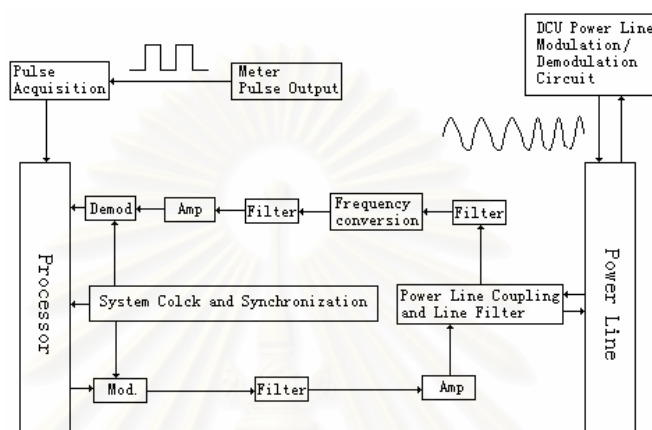 DCU Power Line
Modulation/
Demodulation
Circuit
Pulse
Acquisition
Meter
Pulse Output
Demod
Amp
Filter
Frequency
conversion
Filter
Processor
System Colck and Synchronization
Power Line Coupling
and Line Filter
Power Line
Mod.
Filter
Amp